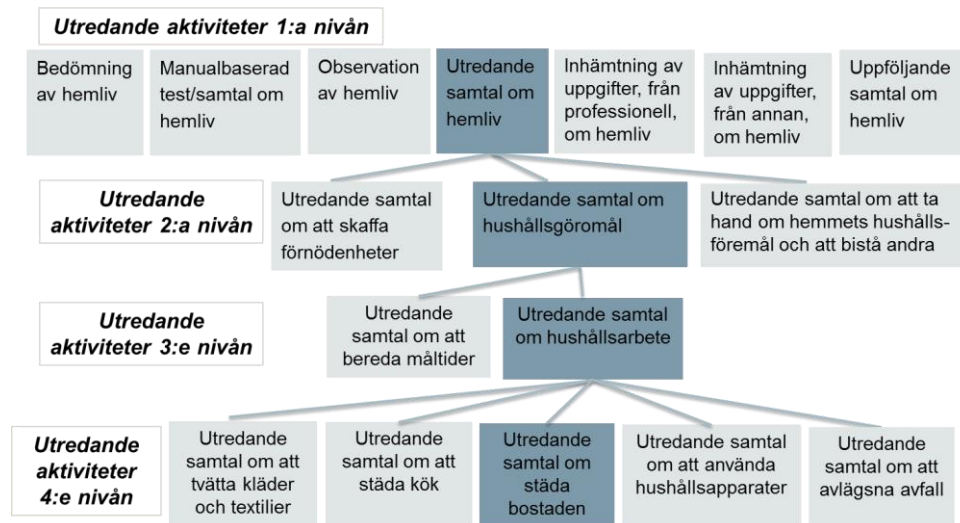 Utredande aktiviteter 1:a nivån
Bedömning
av hemliv
Manualbaserad
test/samtal om
hemliv
Observation
av hemliv
Utredande
samtal om
hemliv
Inhämtning av
uppgifter, från
professionell,
om hemliv
Inhämtning
av uppgifter,
från annan,
om hemliv
Uppföljande
samtal om
hemliv
Utredande
aktiviteter 2:a nivån
Utredande samtal
om att skaffa
förnödenheter
Utredande samtal om
hushållsgöromål
Utredande samtal om att ta
hand om hemmets hushålls-
föremål och att bistå andra
Utredande
aktiviteter 3:e nivån
Utredande
samtal om att
bereda måltider
Utredande samtal
om hushållsarbete
Utredande
aktiviteter
4:e nivån
Utredande
samtal om att
tvätta kläder
och textilier
Utredande
samtal om att
städa kök
Utredande
samtal om
städa
bostaden
Utredande samtal
om att använda
hushållsapparater
Utredande
samtal om att
avlägsna avfall